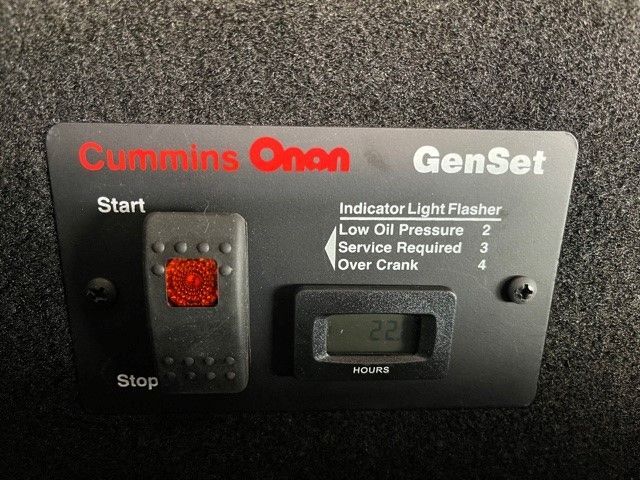 Cummins Onan GenSet
Start
Indicator Light Flasher
Low Oil Pressure 2
Service Required 3
Over Crank 4
HOURS
Stop